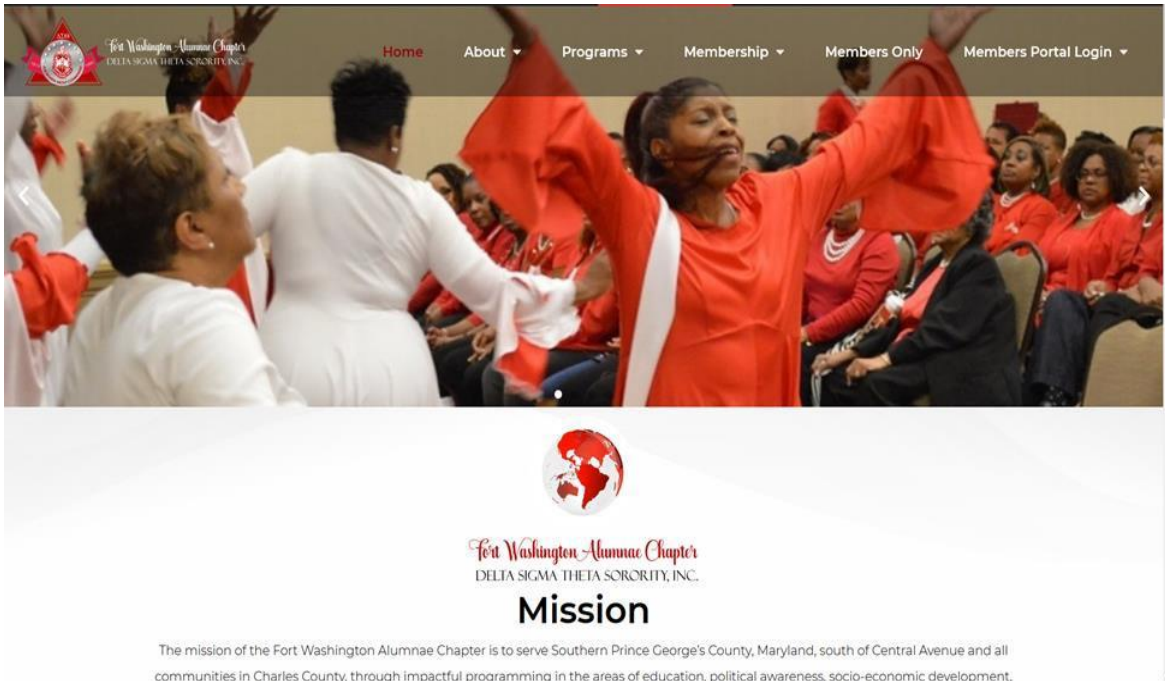 Fort Washington Alumnae Chapter
DELTA SIGMA THETA SORORITY, INC.
Home About Programs Membership Members Only Members Portal Login
Fort Washington Alumnae Chapter
DELTA SIGMA THETA SORORITY, INC.
Mission
The mission of the Fort Washington Alumnae Chapter is to serve Southern Prince George's County, Maryland, south of Central Avenue and all
communities in Charles County, through impactful programming in the areas of education, political awareness, socio-economic development,